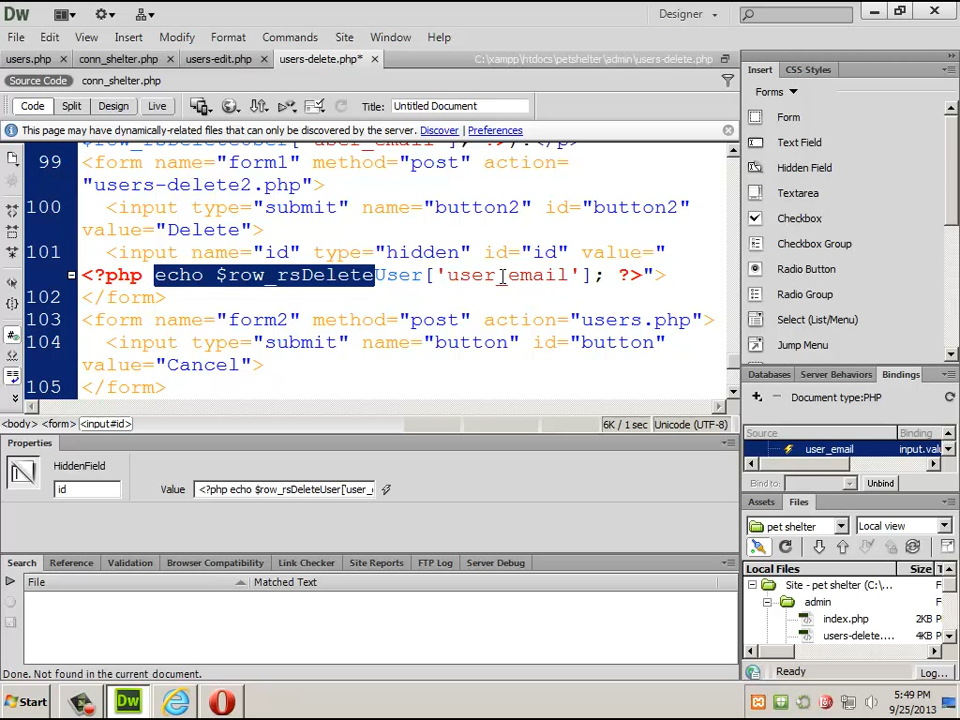 Dw
Designer
File Edit View Insert Modify Format Commands Site Window Help
users.php conn_shelter.php users-edit.php users-delete.php* C:\xampp\htdocs\petshelter\admin\users-delete.php
Source Code conn_shelter.php
Code Split Design Live Title: Untitled Document
This page may have dynamically-related files that can only be discovered by the server. Discover | Preferences
$row_rsDeleteUser['user_email']; ?>).</p>
99 <form name="form1" method="post" action=
"users-delete2.php">
100 <input type="submit" name="button2" id="button2"
value="Delete">
101 <input name="id" type="hidden" id="id" value="
<?php echo $row_rsDeleteUser['user_email']; ?>">
102 </form>
103 <form name="form2" method="post" action="users.php">
104 <input type="submit" name="button" id="button"
value="Cancel">
105 </form>
<body> <form> <input#id> 6K / 1 sec Unicode (UTF-8)
Properties
HiddenField
id Value <?php echo $row_rsDeleteUser['user_
Search Reference Validation Browser Compatibility Link Checker Site Reports FTP Log Server Debug
File Matched Text
Done. Not found in the document.
Insert CSS Styles
Forms
Form
Text Field
Hidden Field
Textarea
Checkbox
Checkbox Group
Radio Button
Radio Group
Select (List/Menu)
Jump Menu
Databases Server Behaviors Bindings
Document type:PHP
Source Binding
user_email input.val
Bind to: Unbind
Assets Files
pet shelter Local view
Local Files Size T
Site - pet shelter (C:\... F
admin F
index.php 2KB P
users-delete.... 4KB P
Ready Log...
Start Dw
5:49 PM
9/25/2013